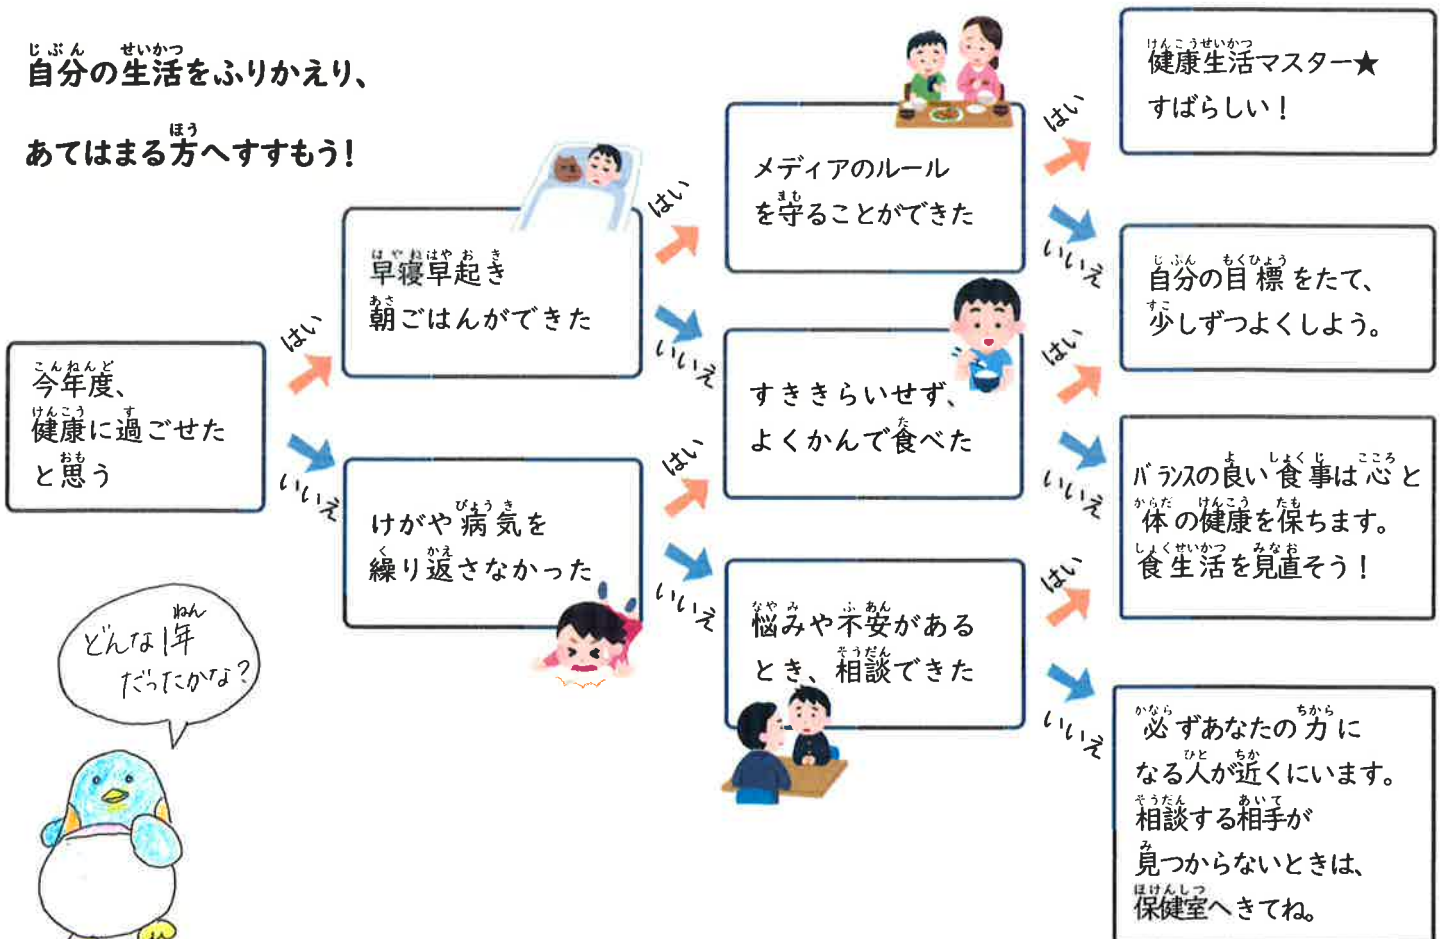 自分の生活をふりかえり、
あてはまる方へすすもう！
今年度、
健康に過ごせた
と思う
はい
いいえ
早寝早起き
朝ごはんができた
はい
いいえ
けがや病気を
繰り返さなかった
はい
いいえ
メディアのルール
を守ることができた
はい
いいえ
すききらいせず、
よくかんで食べた
はい
いいえ
悩みや不安がある
とき、相談できた
はい
いいえ
健康生活マスター★
すばらしい！
自分の目標をたて、
少しずつよくしよう。
バランスの良い食事は心と
体の健康を保ちます。
食生活を見直そう！
必ずあなたの力に
なる人が近くにいます。
相談する相手が
見つからないときは、
保健室へきてね。
どんな1年
だったかな？